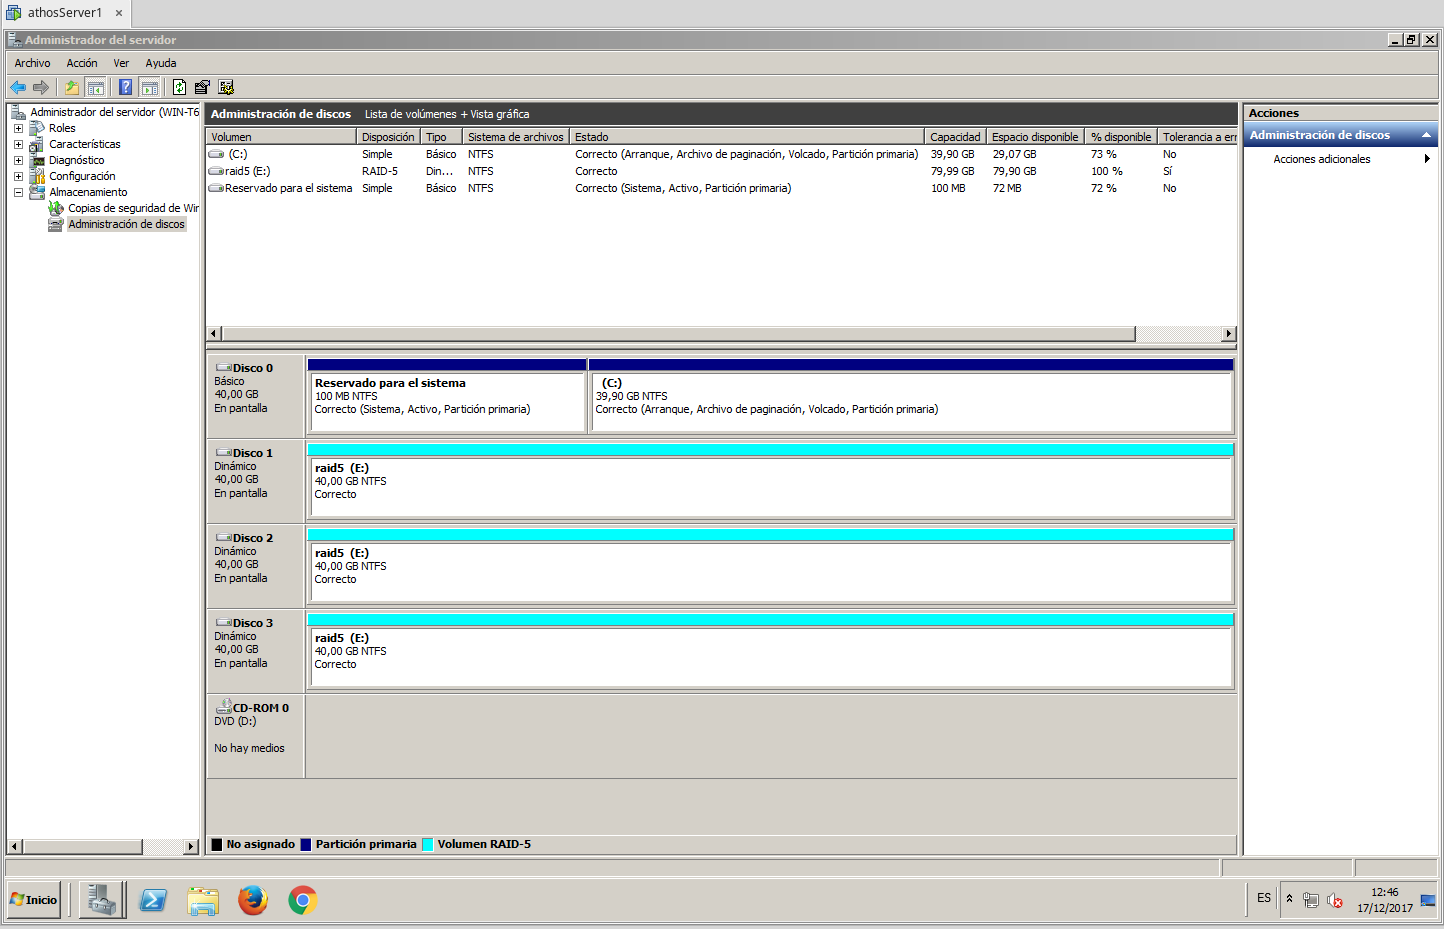 athosServer1 ×
Administrador del servidor
Archivo Acción Ver Ayuda
Administrador del servidor (WIN-T6
Roles
Características
Diagnóstico
Configuración
Almacenamiento
Copias de seguridad de Wir
Administración de discos
Administración de discos Lista de volúmenes + Vista gráfica
Volumen Disposición Tipo Sistema de archivos Estado Capacidad Espacio disponible % disponible Tolerancia a err
(C:) Simple Básico NTFS Correcto (Arranque, Archivo de paginación, Volcado, Partición primaria) 39,90 GB 29,07 GB 73 % No
raid5 (E:) RAID-5 Din... NTFS Correcto 79,99 GB 79,90 GB 100 % Sí
Reservado para el sistema Simple Básico NTFS Correcto (Sistema, Activo, Partición primaria) 100 MB 72 MB 72 % No
Disco 0
Básico
40,00 GB
En pantalla
Reservado para el sistema
100 MB NTFS
Correcto (Sistema, Activo, Partición primaria)
(C:)
39,90 GB NTFS
Correcto (Arranque, Archivo de paginación, Volcado, Partición primaria)
Disco 1
Dinámico
40,00 GB
En pantalla
raid5 (E:)
40,00 GB NTFS
Correcto
Disco 2
Dinámico
40,00 GB
En pantalla
raid5 (E:)
40,00 GB NTFS
Correcto
Disco 3
Dinámico
40,00 GB
En pantalla
raid5 (E:)
40,00 GB NTFS
Correcto
CD-ROM 0
DVD (D:)
No hay medios
No asignado Partición primaria Volumen RAID-5
Acciones
Administración de discos
Acciones adicionales
Inicio
ES
12:46
17/12/2017